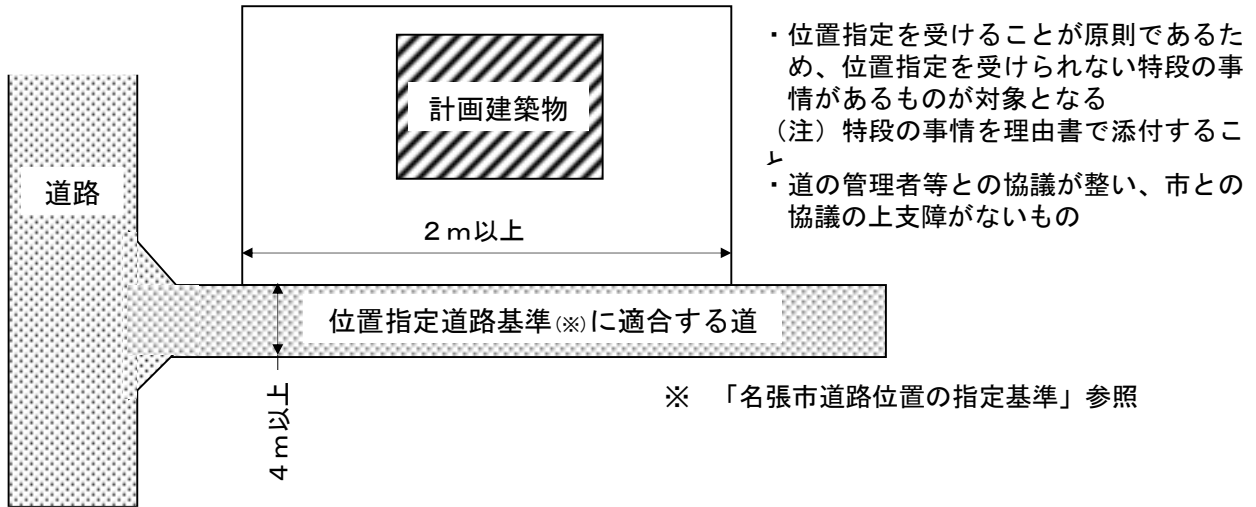 ・位置指定を受けることが原則であるた
め、位置指定を受けられない特段の事
情があるものが対象となる
（注）特段の事情を理由書で添付するこ
と
・道の管理者等との協議が整い、市との
協議の上支障がないもの
計画建築物
道路
２ｍ以上
位置指定道路基準(※)に適合する道
４ｍ以上
※　「名張市道路位置の指定基準」参照